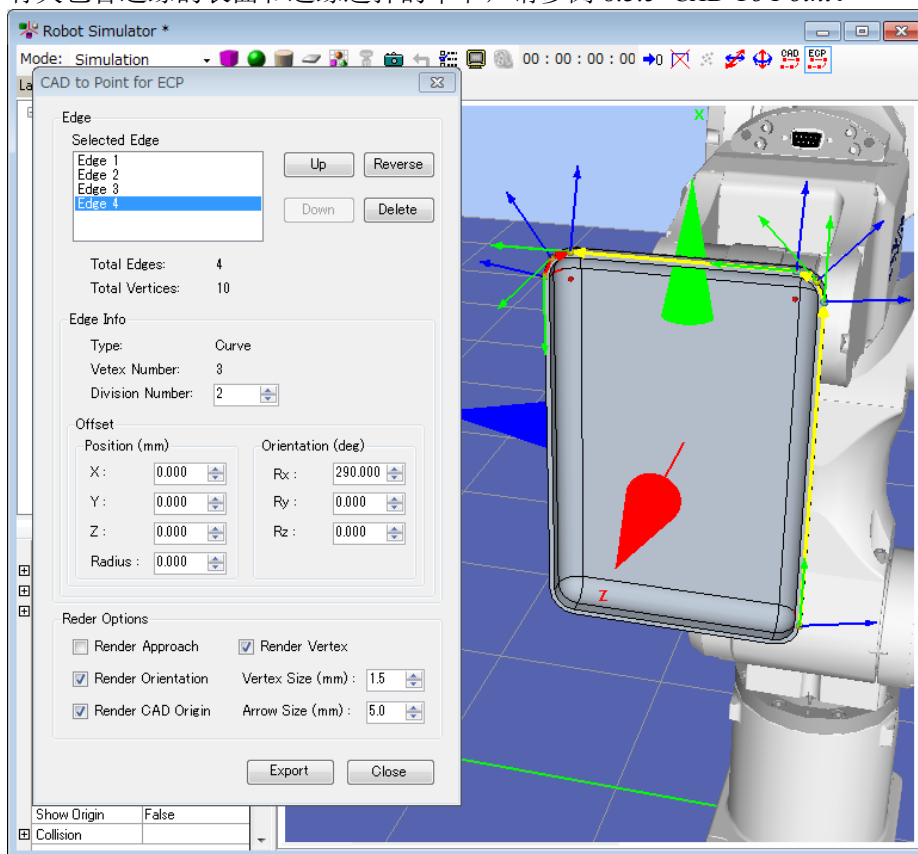 Robot Simulator *
Mode: Simulation
00 : 00 : 00 : 00
CAD
ECP
La
CAD to Point for ECP
Edge
Selected Edge
Edge 1
Edge 2
Edge 3
Edge 4
Up
Reverse
Down
Delete
Total Edges: 4
Total Vertices: 10
Edge Info
Type: Curve
Vetex Number: 3
Division Number: 2
Offset
Position (mm)
X : 0.000
Y : 0.000
Z : 0.000
Radius : 0.000
Orientation (deg)
Rx : 290.000
Ry : 0.000
Rz : 0.000
Reder Options
Render Approach
Render Vertex
Render Orientation
Vertex Size (mm) : 1.5
Render CAD Origin
Arrow Size (mm) : 5.0
Export
Close
Show Origin False
Collision
X
Z